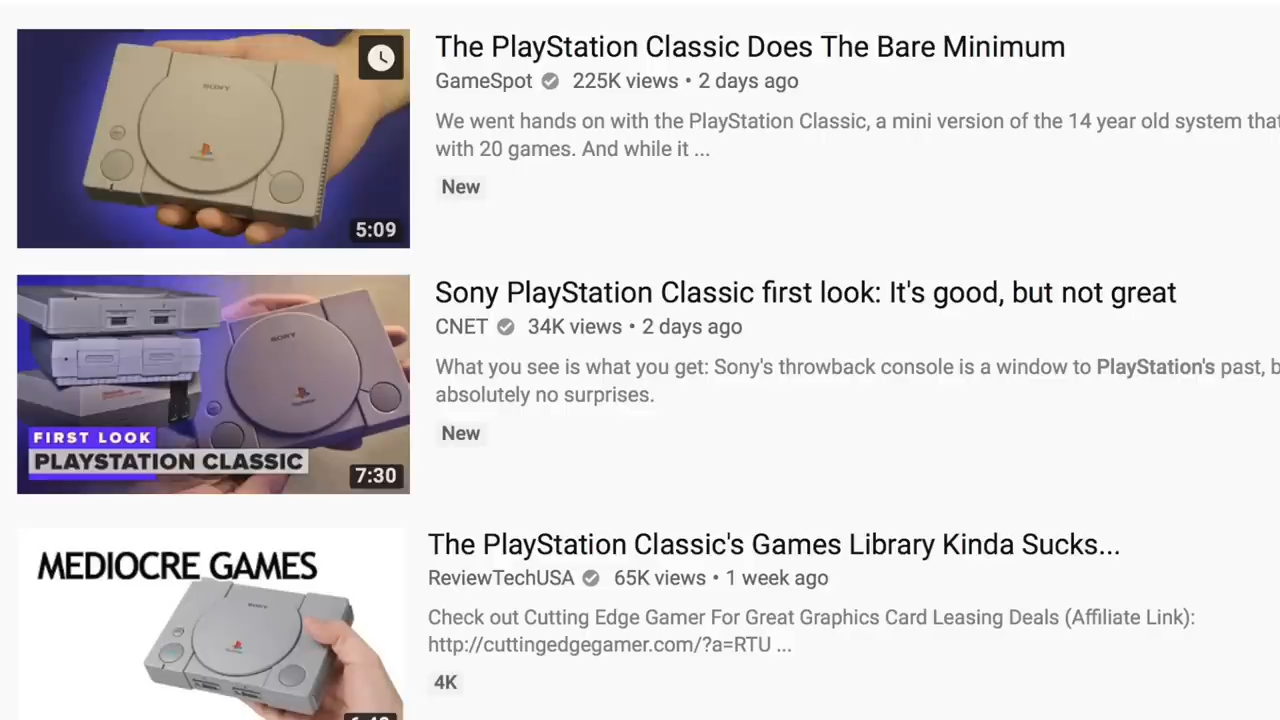 SONY
5:09
The PlayStation Classic Does The Bare Minimum
GameSpot 225K views • 2 days ago
We went hands on with the PlayStation Classic, a mini version of the 14 year old system that
with 20 games. And while it ...
New
SONY
FIRST LOOK
PLAYSTATION CLASSIC
7:30
Sony PlayStation Classic first look: It's good, but not great
CNET 34K views • 2 days ago
What you see is what you get: Sony's throwback console is a window to PlayStation's past, b
absolutely no surprises.
New
MEDIOCRE GAMES
SONY
The PlayStation Classic's Games Library Kinda Sucks...
ReviewTechUSA 65K views • 1 week ago
Check out Cutting Edge Gamer For Great Graphics Card Leasing Deals (Affiliate Link):
http://cuttingedgegamer.com/?a=RTU ...
4K